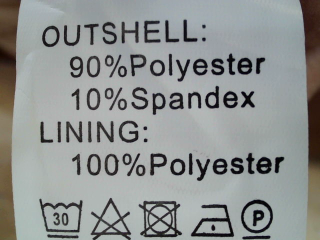 OUTSHELL:
90%Polyester
10%Spandex
LINING:
100%Polyester
30 P